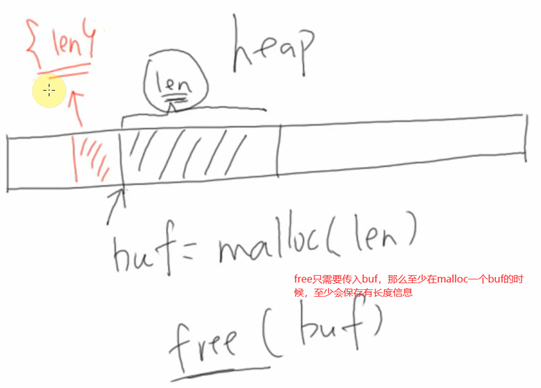 {len}
heap
len
buf = malloc(len)
free只需要传入buf，那么至少在malloc一个buf的时
候，至少会保存有长度信息
free(buf)